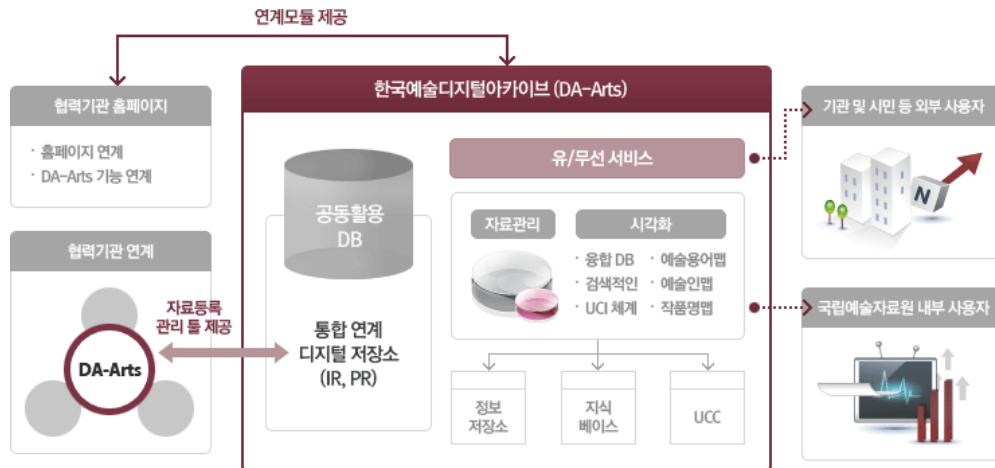 연계모듈 제공
협력기관 홈페이지
· 홈페이지 연계
· DA-Arts 기능 연계
협력기관 연계
DA-Arts
자료등록
관리 툴 제공
한국예술디지털아카이브 (DA-Arts)
공동활용
DB
통합 연계
디지털 저장소
(IR, PR)
유/무선 서비스
자료관리
시각화
· 융합 DB
· 예술용어맵
· 검색적인
· 예술인맵
· UCI 체계
· 작품명맵
정보
저장소
지식
베이스
UCC
기관 및 시민 등 외부 사용자
N
국립예술자료원 내부 사용자